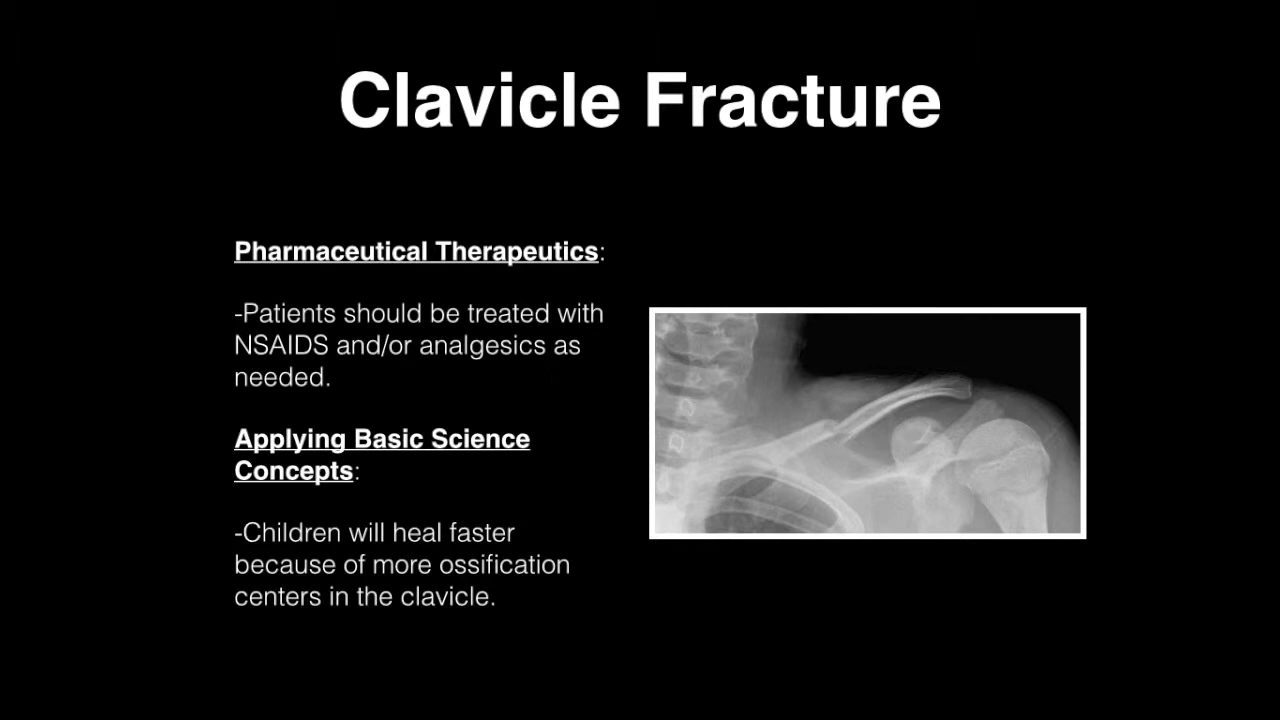 Clavicle Fracture
Pharmaceutical Therapeutics:
-Patients should be treated with
NSAIDS and/or analgesics as
needed.
Applying Basic Science
Concepts:
-Children will heal faster
because of more ossification
centers in the clavicle.